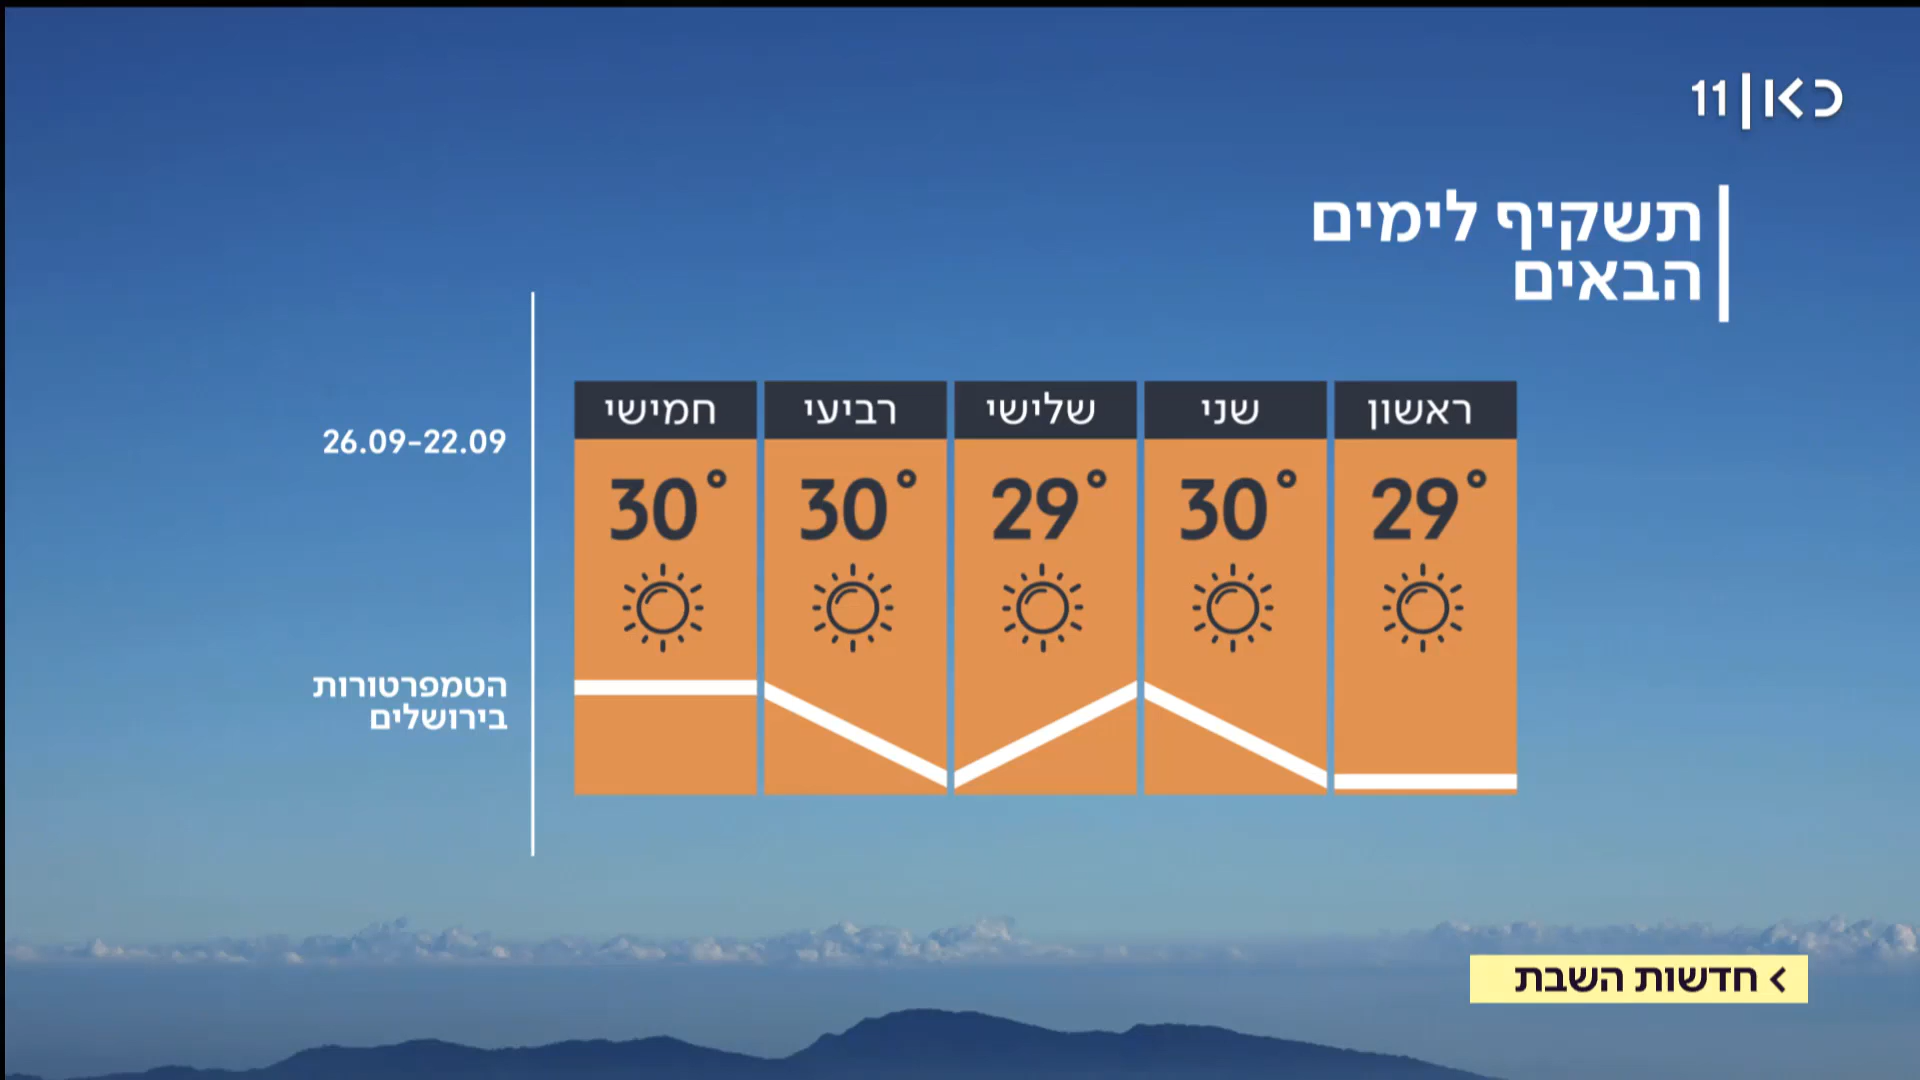 כאן 11
תשקיף לימים
הבאים
ראשון
שני
שלישי
רביעי
חמישי
29°
30°
29°
30°
30°
26.09-22.09
הטמפרטורות
בירושלים
חדשות השבת